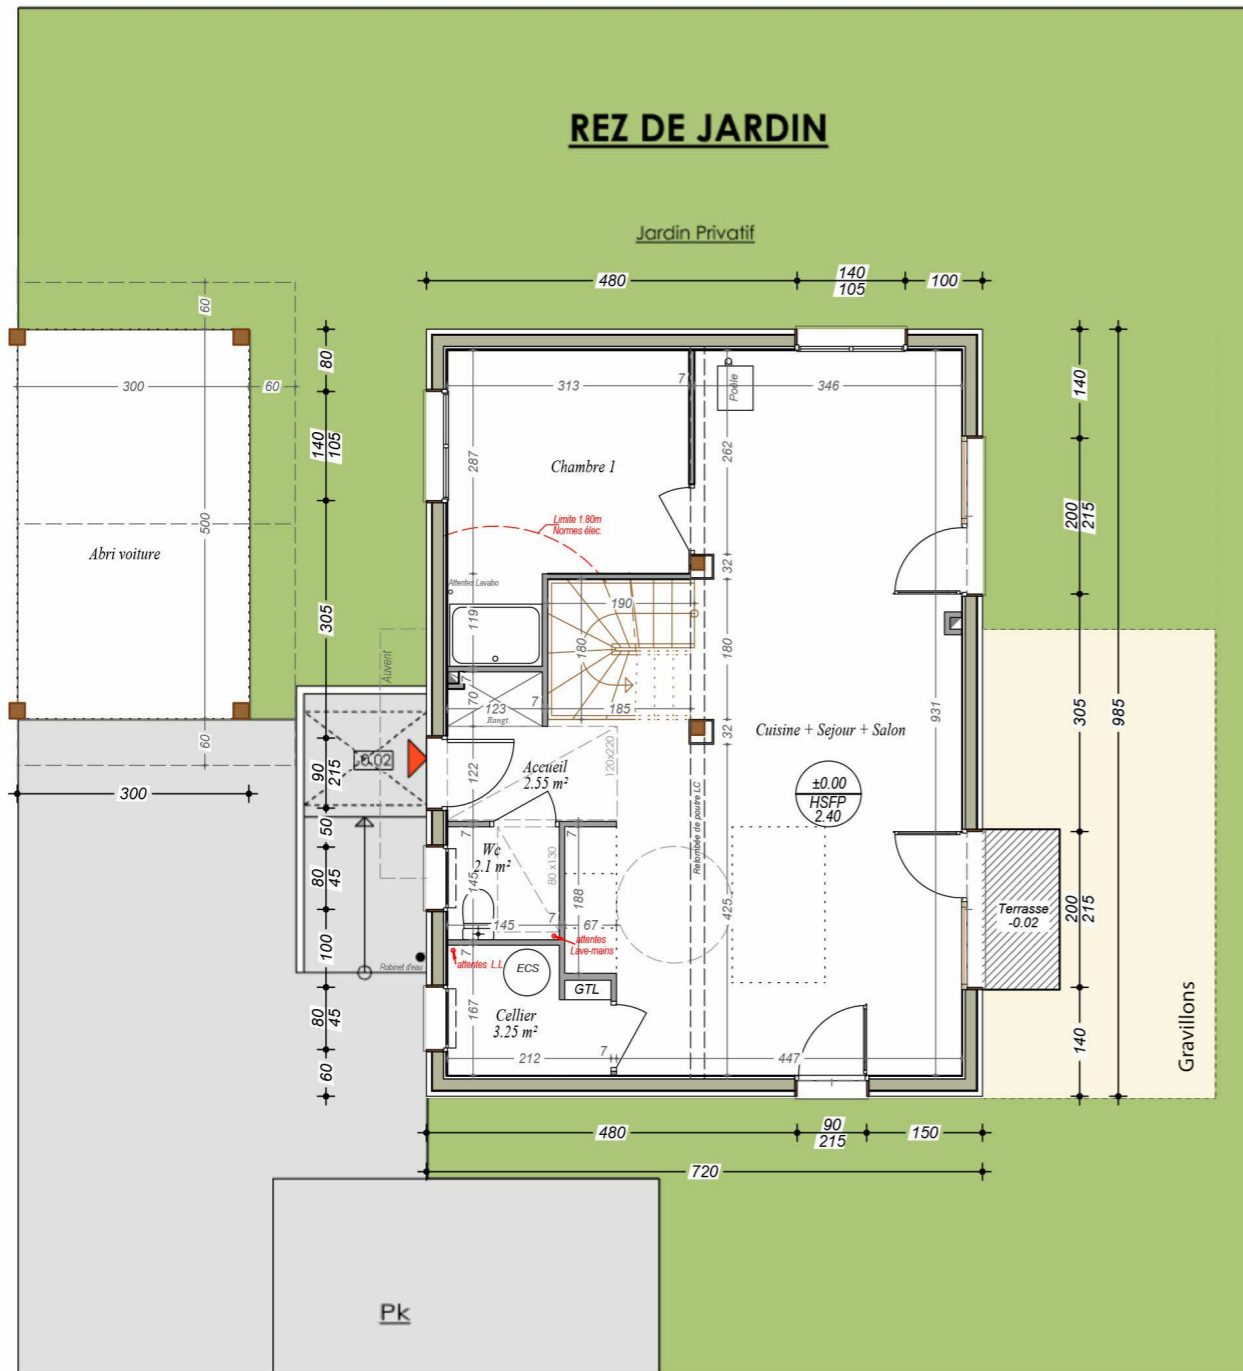 REZ DE JARDIN
Jardin Privatif
480
140
105
100
60
300
60
500
Abri voiture
60
300
80
140
105
305
90
215
50
80
45
100
80
45
60
313
7
346
Poêle
287
262
Chambre 1
Limite 1.80m
Normes élec.
Attentes Lavabo
119
32
190
180
180
7
70
123
Rangt.
7
185
32
931
Cuisine + Sejour + Salon
Auvent
-0.02
122
Accueil
2.55 m²
120x220
±0.00
HSFP
2.40
Retombée de poutre LC
7
Wc
2.1 m²
80 x130
7
145
188
145
7
67
425
attentes
Lave-mains
7
attentes L.L
ECS
GTL
Robinet d'eau
Cellier
3.25 m²
167
212
7
447
140
200
215
305
985
200
215
140
Terrasse
-0.02
Gravillons
480
90
215
150
720
Pk